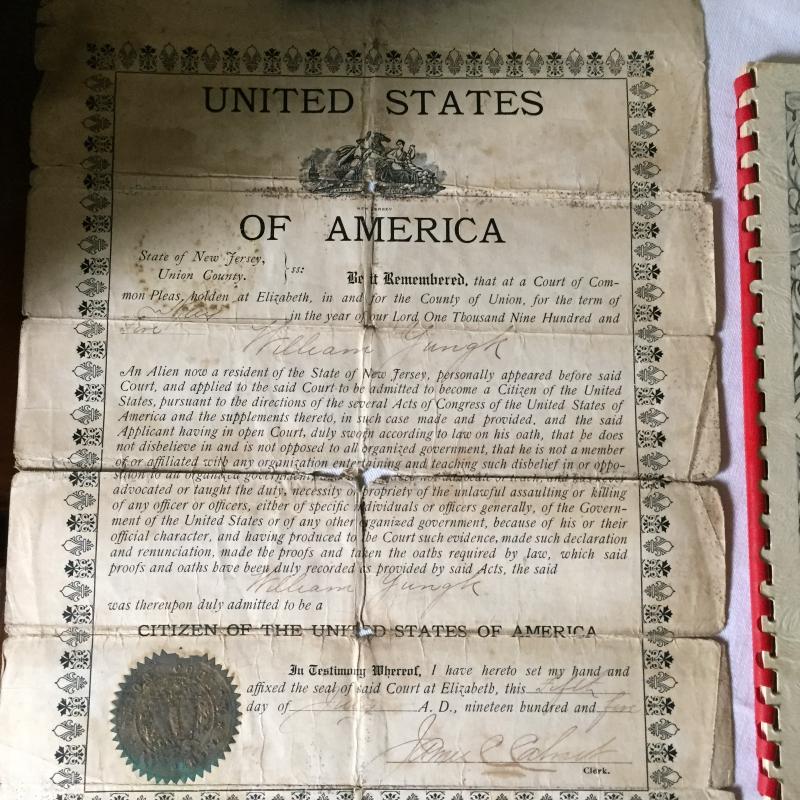 UNITED STATES
NEW JERSEY
OF AMERICA
State of New Jersey,
Union County.
ss:
Be it Remembered, that at a Court of Com-
mon Pleas, holden at Elizabeth, in and for the County of Union, for the term of
in the year of our Lord One Thousand Nine Hundred and
Five
William Gungk
An Alien now a resident of the State of New Jersey, personally appeared before said
Court, and applied to the said Court to be admitted to become a Citizen of the United
States, pursuant to the directions of the several Acts of Congress of the United States of
America and the supplements thereto, in such case made and provided, and the said
Applicant having in open Court, duly sworn according to law on his oath, that he does
not disbelieve in and is not opposed to all organized government, that he is not a member
of or affiliated with any organization entertaining and teaching such disbelief in or oppo-
sition to all organized government,
advocated or taught the duty, necessity or propriety of the unlawful assaulting or killing
of any officer or officers, either of specific individuals or officers generally, of the Govern-
ment of the United States or of any other organized government, because of his or their
official character, and having produced to the Court such evidence, made such declaration
and renunciation, made the proofs and taken the oaths required by law, which said
proofs and oaths have been duly recorded as provided by said Acts, the said
William Gungk
was thereupon duly admitted to be a
CITIZEN OF THE UNITED STATES OF AMERICA
In Testimony Whereof, I have hereto set my hand and
affixed the seal of said Court at Elizabeth, this
day of July A. D., nineteen hundred and five
James C.
Clerk.